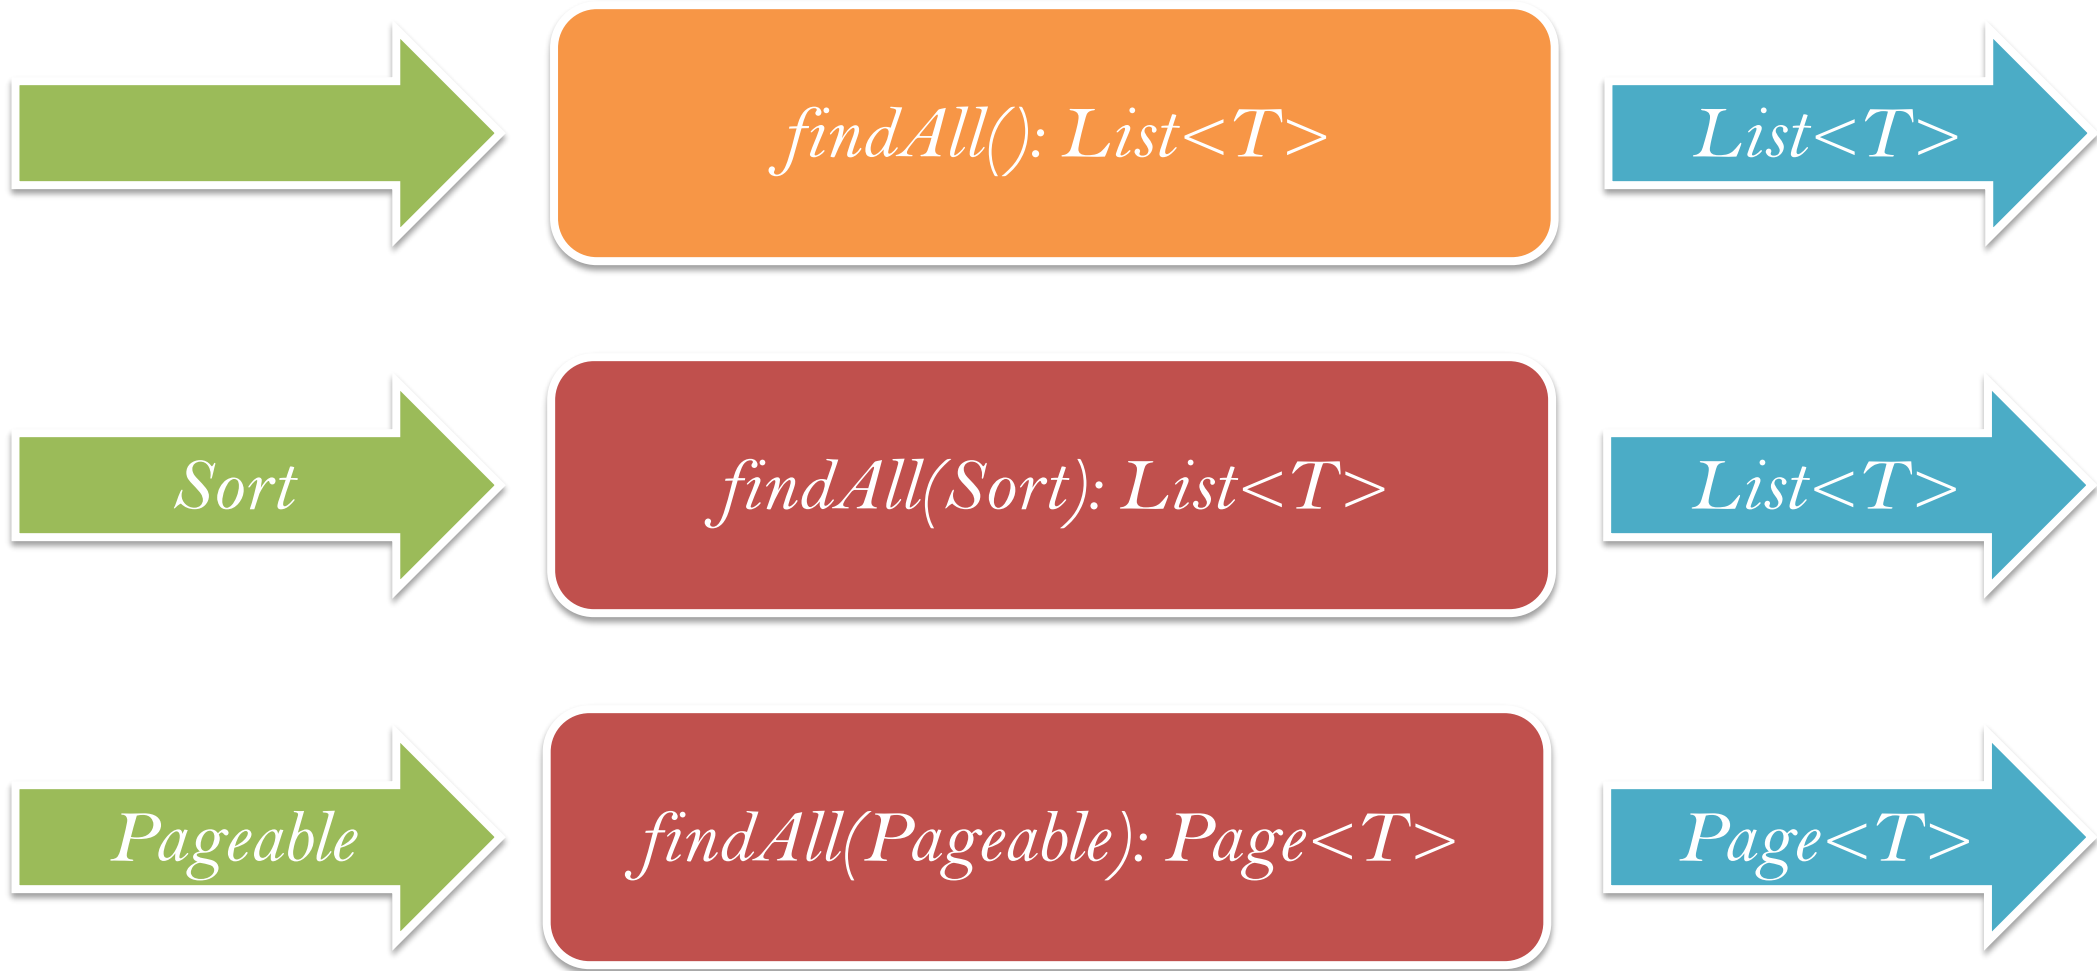 findAll(): List<T>
List<T>
Sort
findAll(Sort): List<T>
List<T>
Pageable
findAll(Pageable): Page<T>
Page<T>